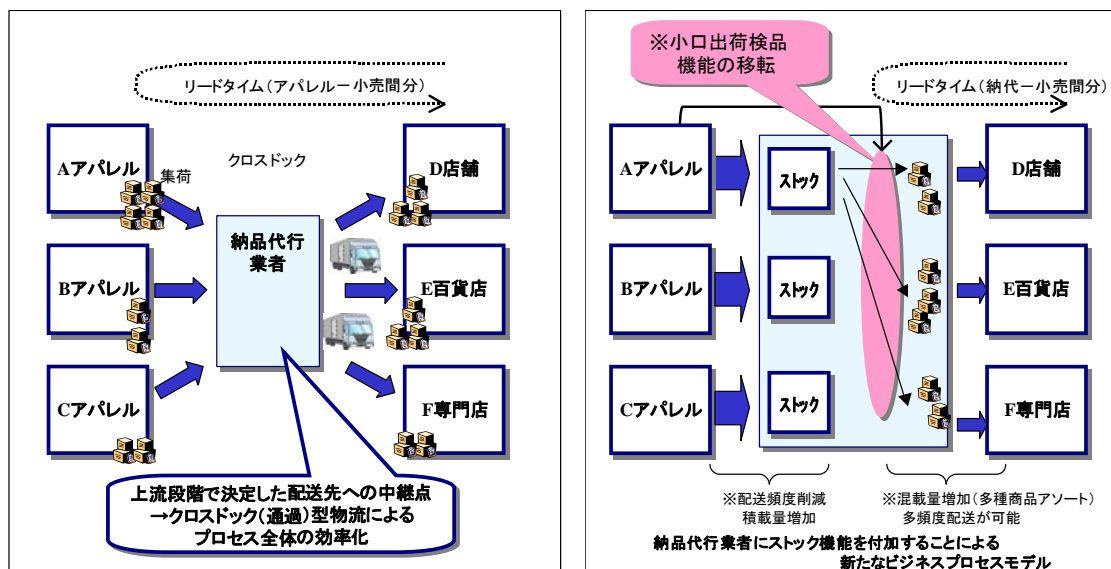 リードタイム(アパレル－小売間分)
Aアパレル
集荷
クロスドック
D店舗
納品代行
業者
Bアパレル
E百貨店
Cアパレル
F専門店
上流段階で決定した配送先への中継点
→クロスドック(通過)型物流による
プロセス全体の効率化
※小口出荷検品
機能の移転
リードタイム(納代－小売間分)
Aアパレル
ストック
D店舗
Bアパレル
ストック
E百貨店
Cアパレル
ストック
F専門店
※配送頻度削減
積載量増加
※混載量増加(多種商品アソート)
多頻度配送が可能
納品代行業者にストック機能を付加することによる
新たなビジネスプロセスモデル